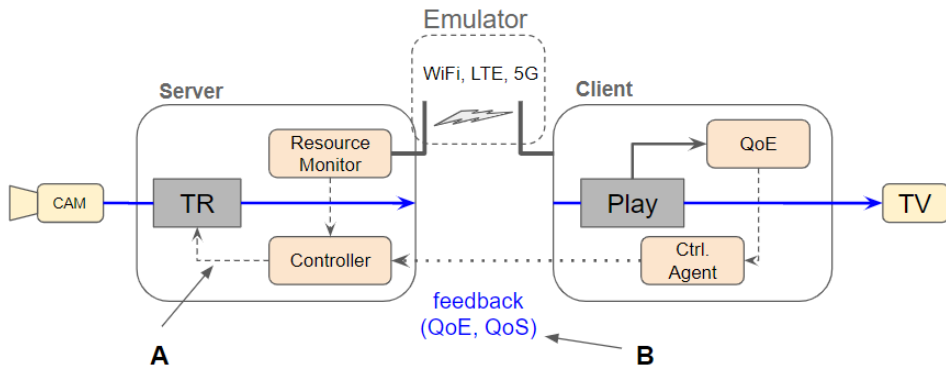 Emulator
WiFi, LTE, 5G
Server
Client
Resource
Monitor
QoE
CAM
TR
Play
TV
Controller
Ctrl.
Agent
feedback
(QoE, QoS)
A
B